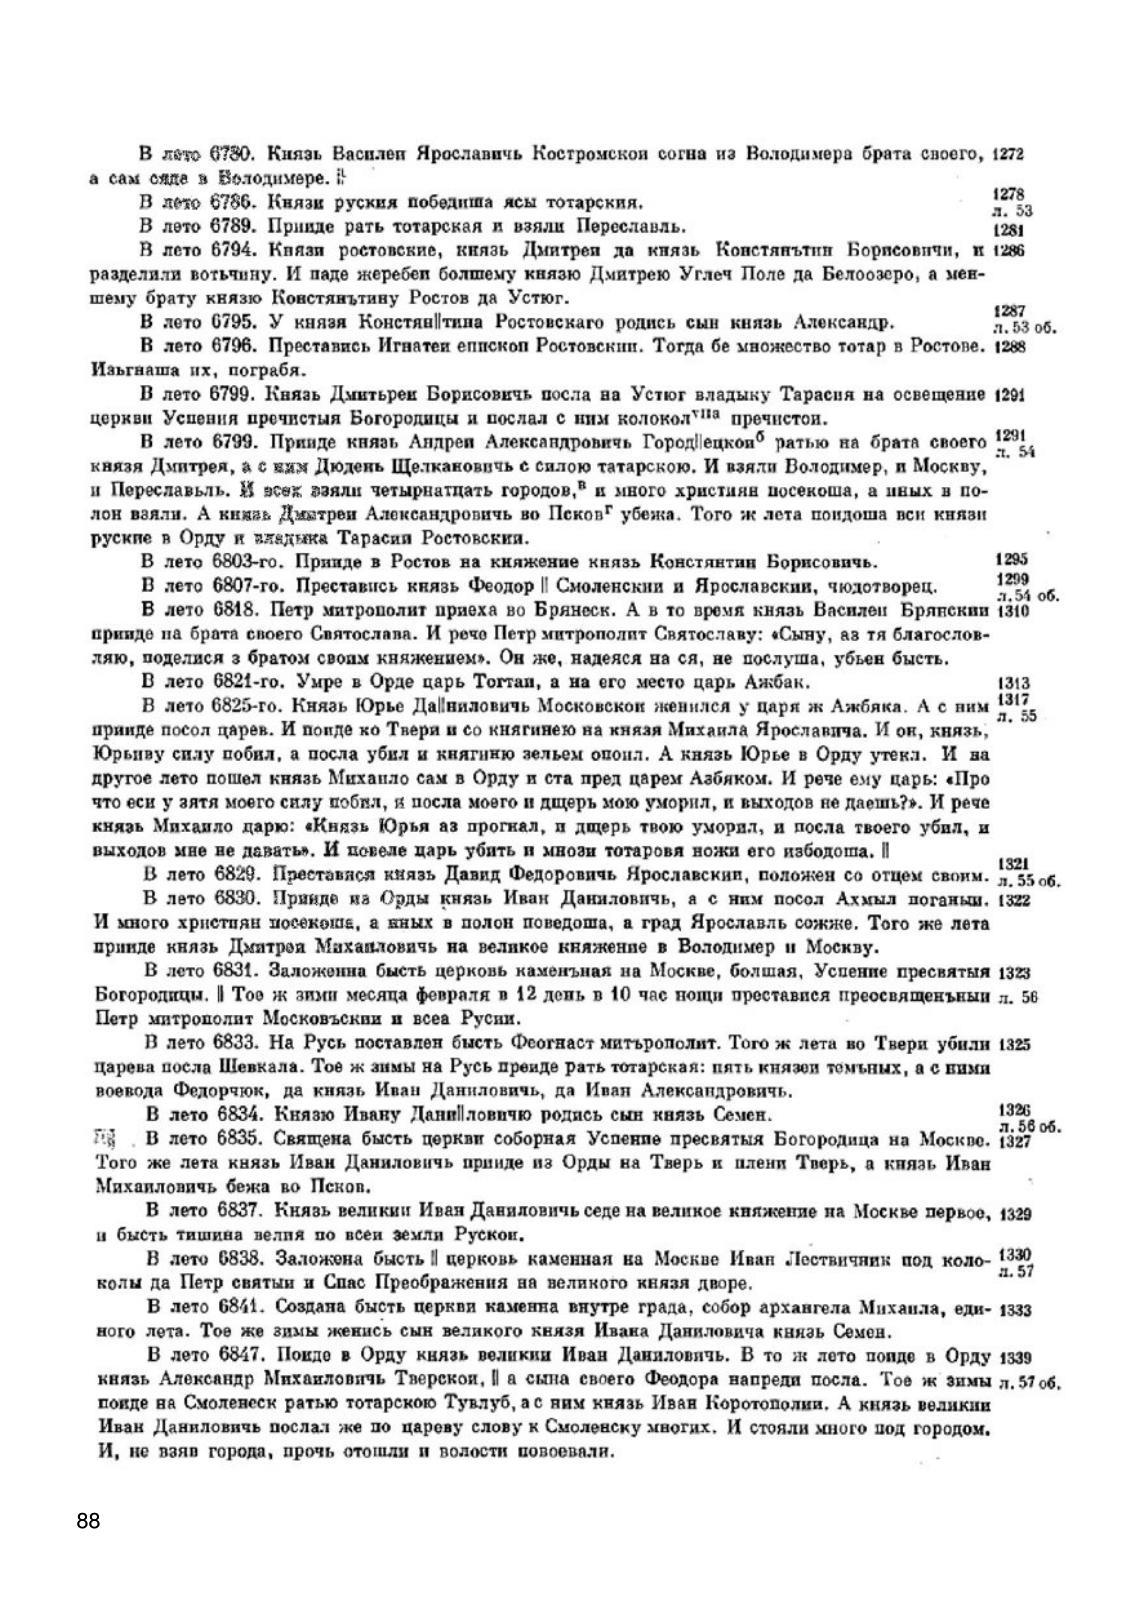 В лето 6780. Князь Василеи Ярославичь Костромскои согна из Володимера брата своего, 1272
а сам сяде в Володимере. ||
В лето 6786. Князи руския победиша ясы тотарския. 1278 л. 53
В лето 6789. Прииде рать тотарская и взяли Переславль. 1281
В лето 6794. Князи ростовские, князь Дмитреи да князь Констянътин Борисовичи, и 1286
разделили вотьчину. И паде жеребеи болшему князю Дмитрею Углеч Поле да Белоозеро, а мен-
шему брату князю Констянътину Ростов да Устюг.
В лето 6795. У князя Констян||тина Ростовскаго родись сын князь Александр. 1287 л. 53 об.
В лето 6796. Преставись Игнатеи епископ Ростовскии. Тогда бе множество тотар в Ростове. 1288
Изьгнаша их, пограбя.
В лето 6799. Князь Дмитьреи Борисовичь посла на Устюг владыку Тарасия на освещение 1291
церкви Успения пречистыя Богородицы и послал с ним колокол тиа пречистои.
В лето 6799. Прииде князь Андреи Александровичь Город||ецкои б ратью на брата своего 1291 л. 54
князя Дмитрея, а с ним Дюдень Щелкановичь с силою татарскою. И взяли Володимер, и Москву,
и Переславьль. И всех взяли четырнатцать городов, в и много християн посекоша, а иных в по-
лон взяли. А князь Дмитреи Александровичь во Псков г убежа. Того ж лета поидоша вси князи
руские в Орду и владыка Тарасии Ростовскии.
В лето 6803-го. Прииде в Ростов на княжение князь Констянтин Борисовичь. 1295
В лето 6807-го. Преставись князь Феодор || Смоленскии и Ярославскии, чюдотворец. 1299 л. 54 об.
В лето 6818. Петр митрополит приеха во Брянеск. А в то время князь Василеи Брянскии 1310
прииде на брата своего Святослава. И рече Петр митрополит Святославу: «Сыну, аз тя благослов-
ляю, поделися з братом своим княжением». Он же, надеяся на ся, не послуша, убьен бысть.
В лето 6821-го. Умре в Орде царь Тогтаи, а на его место царь Ажбак. 1313
В лето 6825-го. Князь Юрье Да||ниловичь Московскои женился у царя ж Ажбяка. А с ним 1317 л. 55
прииде посол царев. И поиде ко Твери и со княгинею на князя Михаила Ярославича. И он, князь,
Юрьиву силу побил, а посла убил и княгиню зельем опоил. А князь Юрье в Орду утекл. И на
другое лето пошел князь Михаило сам в Орду и ста пред царем Азбяком. И рече ему царь: «Про
что еси у зятя моего силу побил, и посла моего и дщерь мою уморил, и выходов не даешь?». И рече
князь Михаило царю: «Князь Юрья аз прогнал, и дщерь твою уморил, и посла твоего убил, и
выходов мне не давать». И повеле царь убить и мнози тотаровя ножи его избодоша. ||
В лето 6829. Преставися князь Давид Федоровичь Ярославскии, положен со отцем своим. 1321 л. 55 об.
В лето 6830. Прииде из Орды князь Иван Даниловичь, а с ним посол Ахмыл поганыи. 1322
И много християн посекоша, а иных в полон поведоша, а град Ярославль сожже. Того же лета
прииде князь Дмитреи Михаиловичь на великое княжение в Володимер и Москву.
В лето 6831. Заложенна бысть церковь каменъная на Москве, болшая, Успение пресвятыя 1323
Богородицы. || Тое ж зими месяца февраля в 12 день в 10 час нощи преставися преосвященъныи л. 56
Петр митрополит Московъскии и всеа Русии.
В лето 6833. На Русь поставлен бысть Феогнаст митърополит. Того ж лета во Твери убили 1325
царева посла Шевкала. Тое ж зимы на Русь преиде рать тотарская: пять князеи темъных, а с ними
воевода Федорчюк, да князь Иван Даниловичь, да Иван Александровичь.
В лето 6834. Князю Ивану Дани||ловичю родись сын князь Семен. 1326 л. 56 об.
В лето 6835. Священа бысть церкви соборная Успение пресвятыя Богородица на Москве. 1327
Того же лета князь Иван Даниловичь прииде из Орды на Тверь и плени Тверь, а князь Иван
Михаиловичь бежа во Псков.
В лето 6837. Князь великии Иван Даниловичь седе на великое княжение на Москве первое, 1329
и бысть тишина велия по всеи земли Рускои.
В лето 6838. Заложена бысть || церковь каменная на Москве Иван Лествичник под коло- 1330 л. 57
колы да Петр святыи и Спас Преображения на великого князя дворе.
В лето 6841. Создана бысть церкви каменна внутре града, собор архангела Михаила, еди- 1333
ного лета. Тое же зимы женись сын великого князя Ивана Даниловича князь Семен.
В лето 6847. Поиде в Орду князь великии Иван Даниловичь. В то ж лето поиде в Орду 1339
князь Александр Михаиловичь Тверскои, || а сына своего Феодора напреди посла. Тое ж зимы л. 57 об.
поиде на Смоленеск ратью тотарскою Тувлуб, а с ним князь Иван Коротополии. А князь великии
Иван Даниловичь послал же по цареву слову к Смоленску многих. И стояли много под городом.
И, не взяв города, прочь отошли и волости повоевали.
88